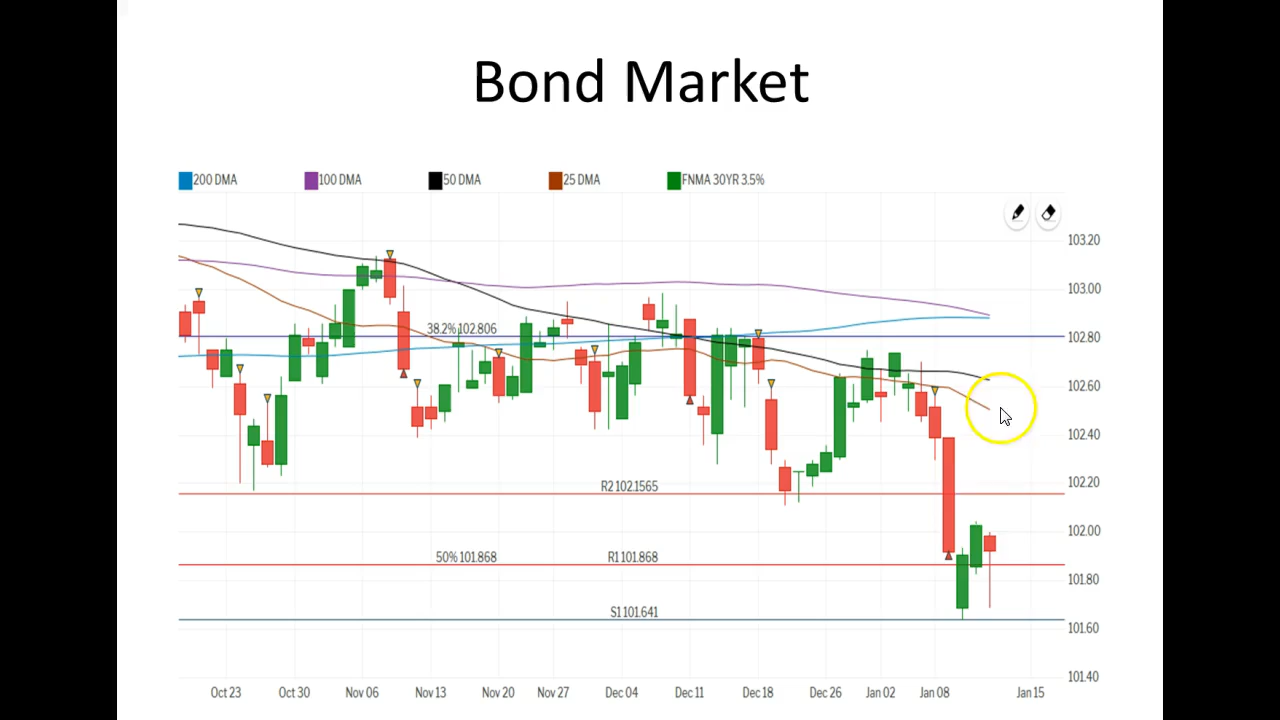 Bond Market
200 DMA 100 DMA 50 DMA 25 DMA FNMA 30YR 3.5%
103.20
103.00
38.2% 102.806
102.80
102.60
102.40
R2 102.1565
102.20
102.00
50% 101.868 R1 101.868
101.80
S1 101.641
101.60
101.40
Oct 23 Oct 30 Nov 06 Nov 13 Nov 20 Nov 27 Dec 04 Dec 11 Dec 18 Dec 26 Jan 02 Jan 08 Jan 15